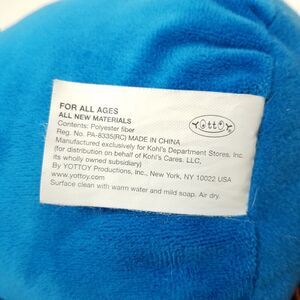 YOTTOY
FOR ALL AGES
ALL NEW MATERIALS
Contents: Polyester fiber
Reg. No. PA-8335(RC) MADE IN CHINA
Manufactured exclusively for Kohl's Department Stores, Inc.
(for distribution on behalf of Kohl's Cares, LLC,
its wholly owned subsidiary)
By YOTTOY Productions, Inc., New York, NY 10022 USA
www.yottoy.com
Surface clean with warm water and mild soap. Air dry.